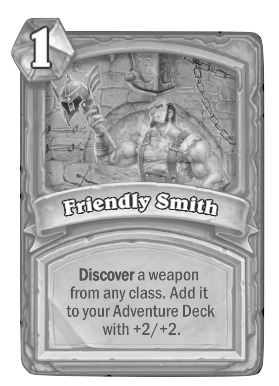 1
Friendly Smith
Discover a weapon
from any class. Add it
to your Adventure Deck
with +2/+2.